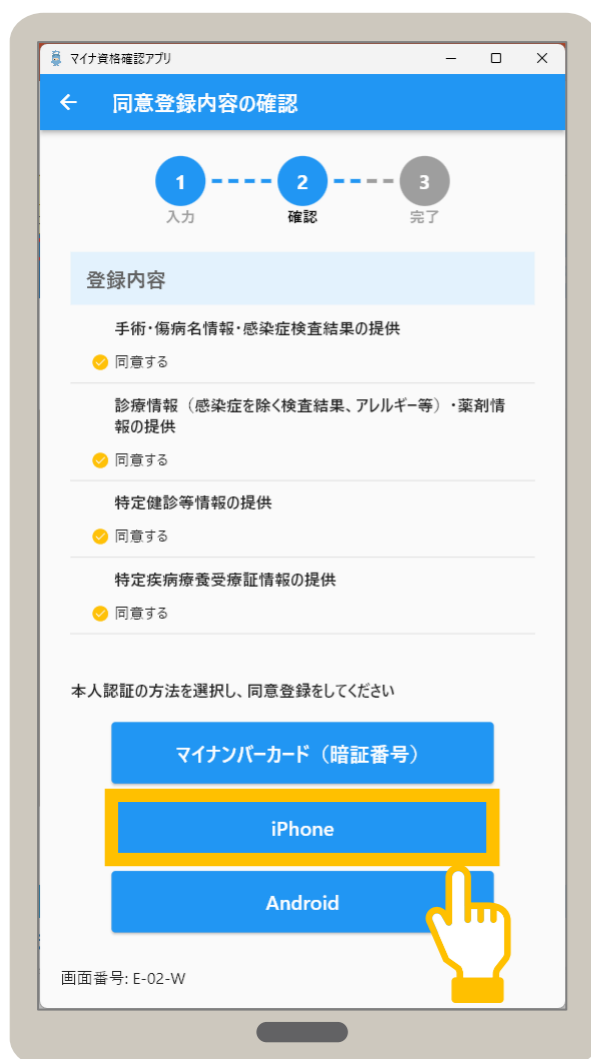 マイナ資格確認アプリ
同意登録内容の確認
1 2 3
入力 確認 完了
登録内容
手術・傷病名情報・感染症検査結果の提供
同意する
診療情報（感染症を除く検査結果、アレルギー等）・薬剤情
報の提供
同意する
特定健診等情報の提供
同意する
特定疾病療養受療証情報の提供
同意する
本人認証の方法を選択し、同意登録をしてください
マイナンバーカード（暗証番号）
iPhone
Android
画面番号: E-02-W